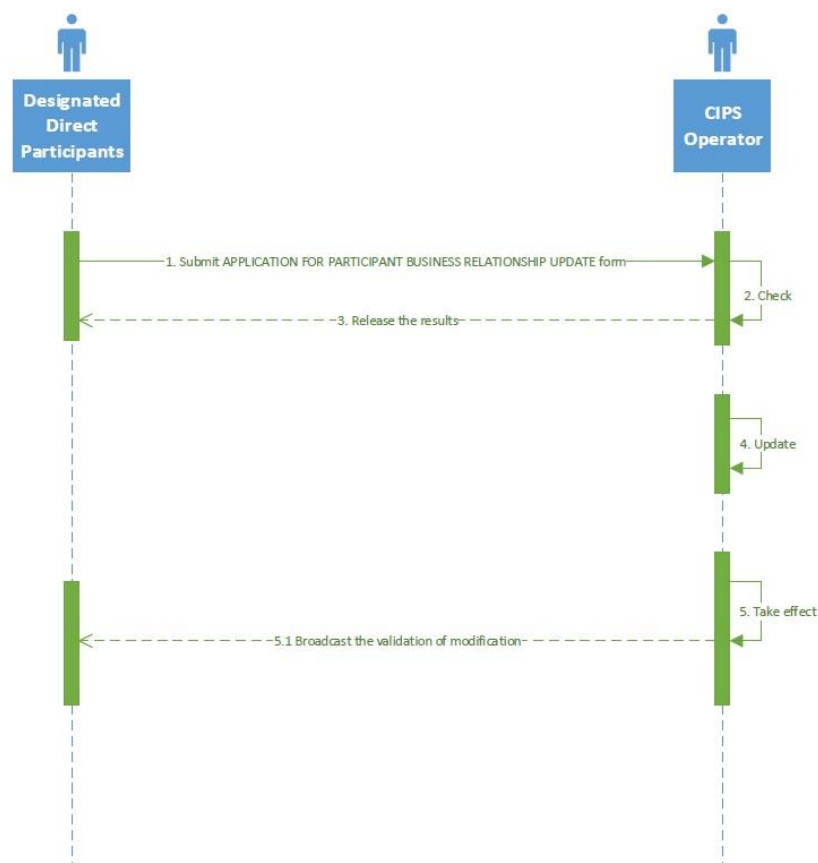 Designated
Direct
Participants
CIPS
Operator
1. Submit APPLICATION FOR PARTICIPANT BUSINESS RELATIONSHIP UPDATE form
2. Check
3. Release the results
4. Update
5. Take effect
5.1 Broadcast the validation of modification